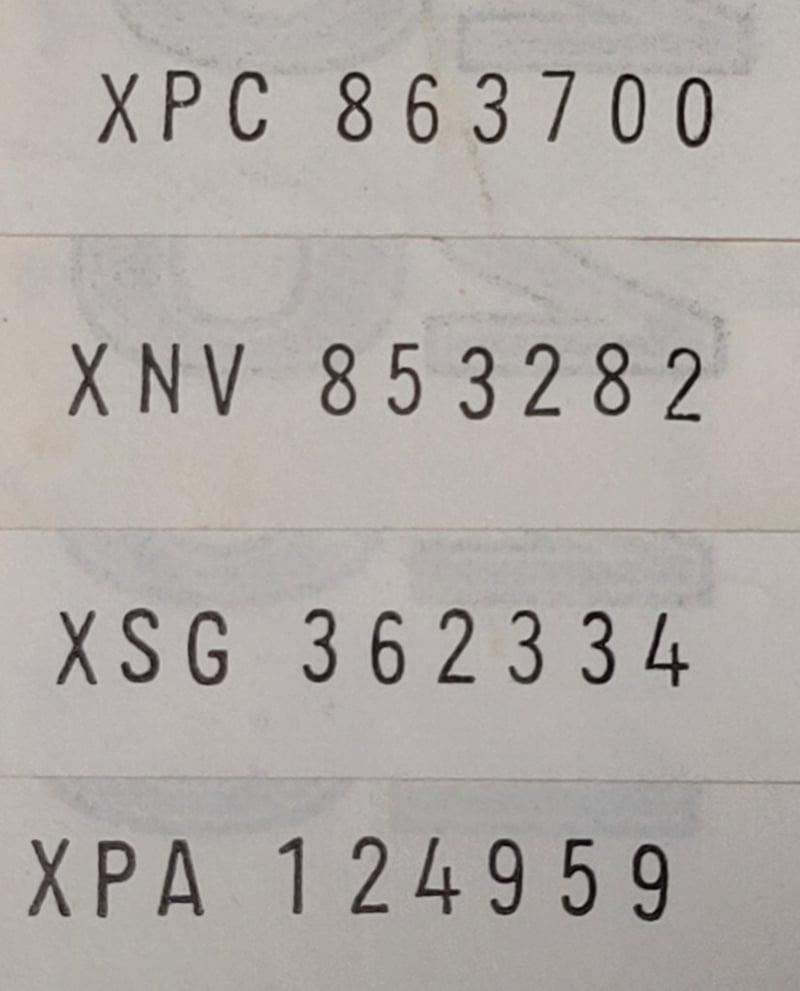 XPC 863700
XNV 853282
XSG 362334
XPA 124959